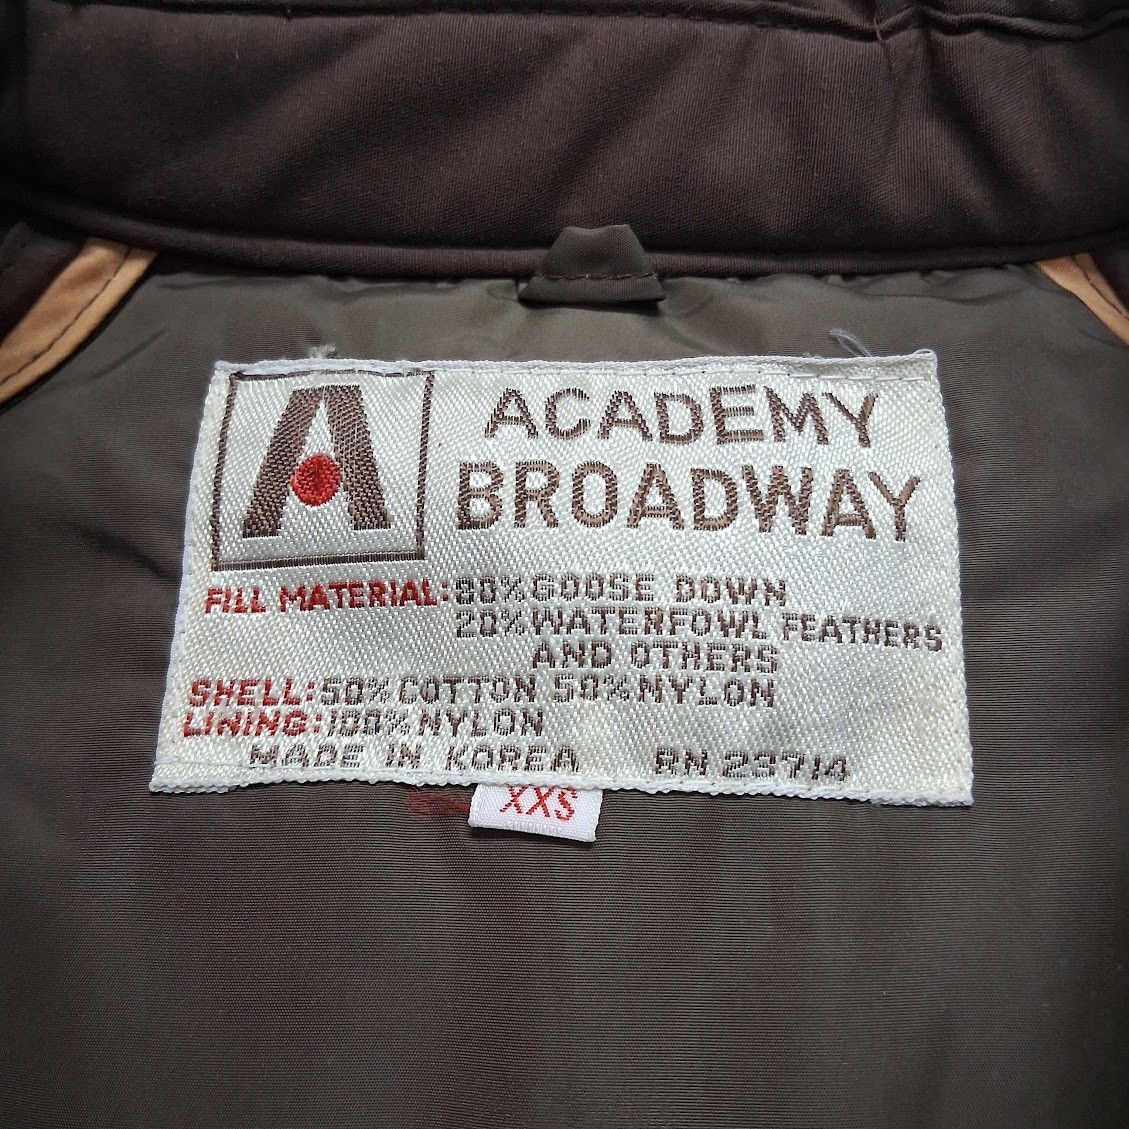 A
ACADEMY
BROADWAY
FILL MATERIAL: 80% GOOSE DOWN
20% WATERFOWL FEATHERS
AND OTHERS
SHELL: 50% COTTON 50% NYLON
LINING: 100% NYLON
MADE IN KOREA RN 23714
XXS